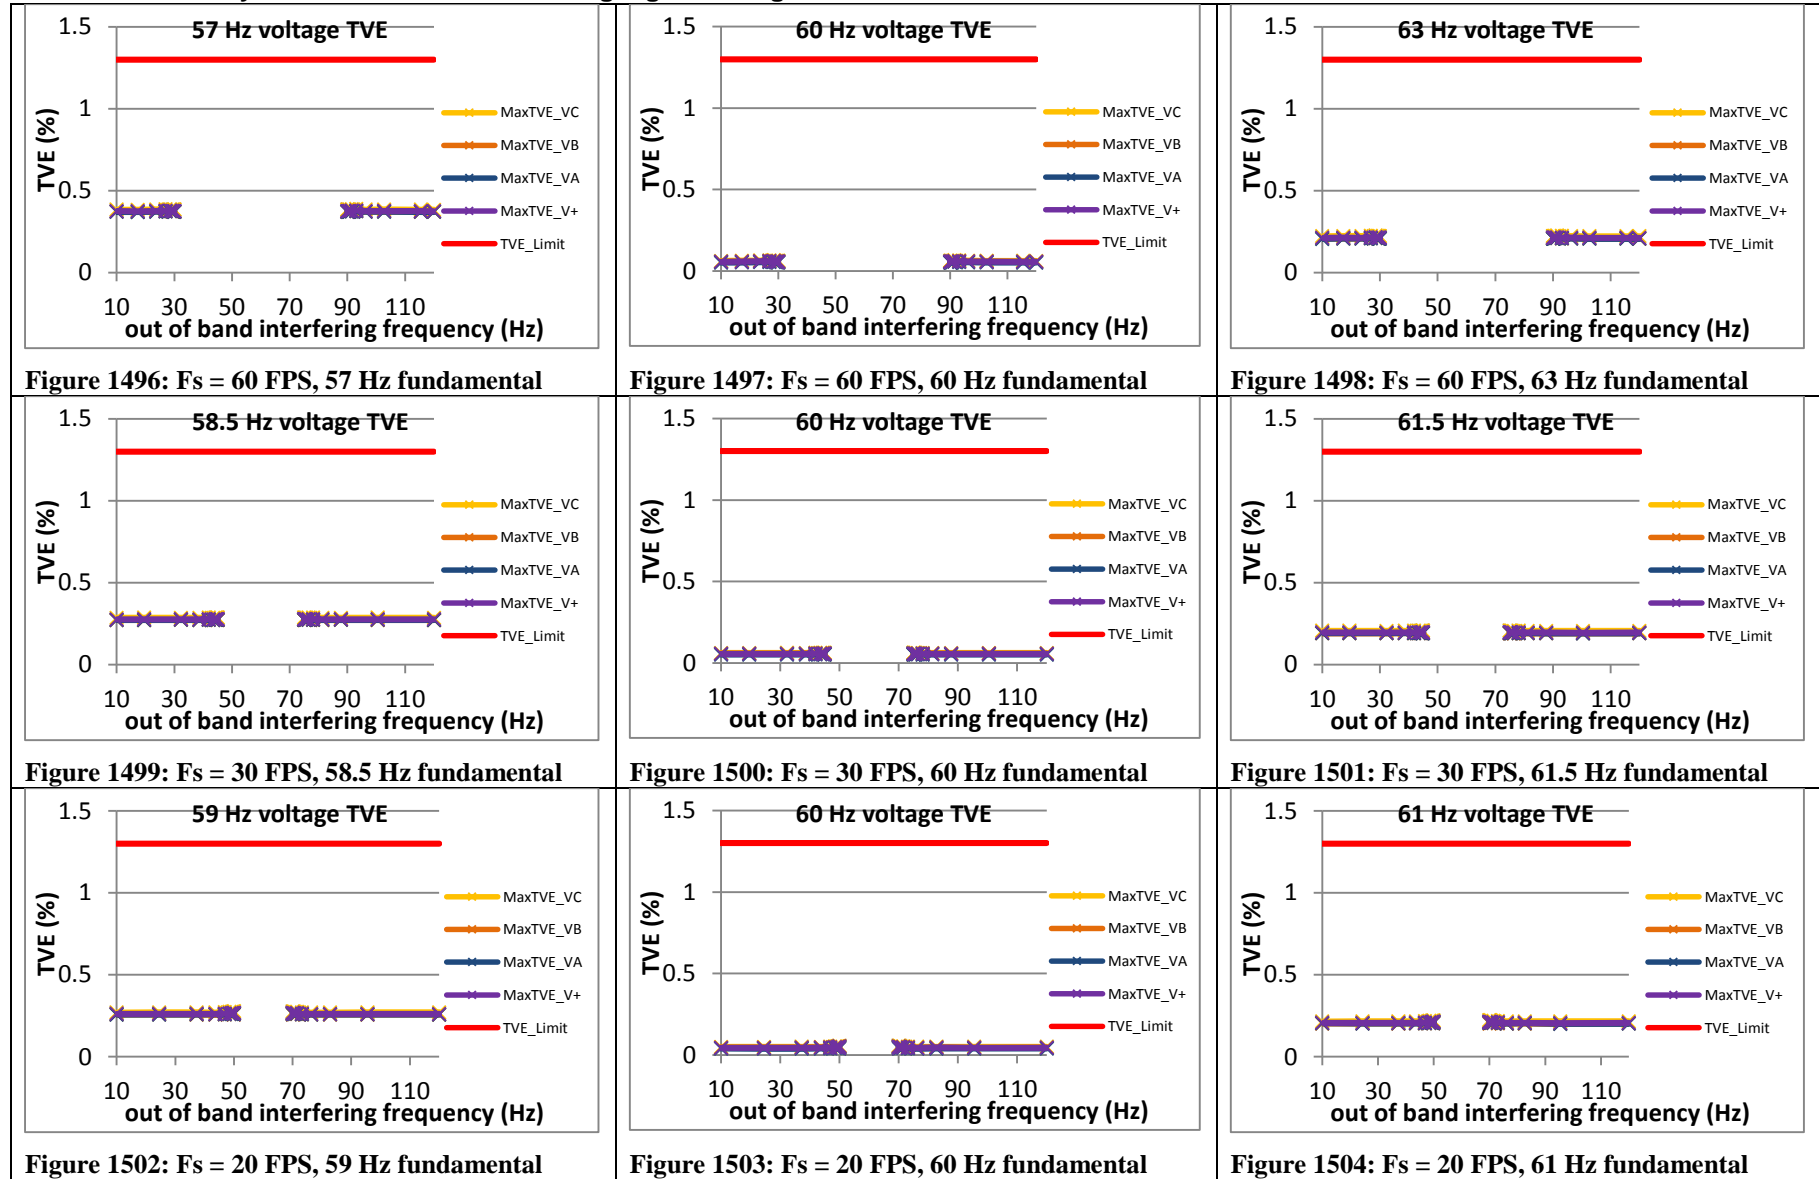 57 Hz voltage TVE
1.5
1
0.5
0
TVE (%)
10 30 50 70 90 110
out of band interfering frequency (Hz)
MaxTVE_VC
MaxTVE_VB
MaxTVE_VA
MaxTVE_V+
TVE_Limit
Figure 1496: Fs = 60 FPS, 57 Hz fundamental
60 Hz voltage TVE
1.5
1
0.5
0
TVE (%)
10 30 50 70 90 110
out of band interfering frequency (Hz)
MaxTVE_VC
MaxTVE_VB
MaxTVE_VA
MaxTVE_V+
TVE_Limit
Figure 1497: Fs = 60 FPS, 60 Hz fundamental
63 Hz voltage TVE
1.5
1
0.5
0
TVE (%)
10 30 50 70 90 110
out of band interfering frequency (Hz)
MaxTVE_VC
MaxTVE_VB
MaxTVE_VA
MaxTVE_V+
TVE_Limit
Figure 1498: Fs = 60 FPS, 63 Hz fundamental
58.5 Hz voltage TVE
1.5
1
0.5
0
TVE (%)
10 30 50 70 90 110
out of band interfering frequency (Hz)
MaxTVE_VC
MaxTVE_VB
MaxTVE_VA
MaxTVE_V+
TVE_Limit
Figure 1499: Fs = 30 FPS, 58.5 Hz fundamental
60 Hz voltage TVE
1.5
1
0.5
0
TVE (%)
10 30 50 70 90 110
out of band interfering frequency (Hz)
MaxTVE_VC
MaxTVE_VB
MaxTVE_VA
MaxTVE_V+
TVE_Limit
Figure 1500: Fs = 30 FPS, 60 Hz fundamental
61.5 Hz voltage TVE
1.5
1
0.5
0
TVE (%)
10 30 50 70 90 110
out of band interfering frequency (Hz)
MaxTVE_VC
MaxTVE_VB
MaxTVE_VA
MaxTVE_V+
TVE_Limit
Figure 1501: Fs = 30 FPS, 61.5 Hz fundamental
59 Hz voltage TVE
1.5
1
0.5
0
TVE (%)
10 30 50 70 90 110
out of band interfering frequency (Hz)
MaxTVE_VC
MaxTVE_VB
MaxTVE_VA
MaxTVE_V+
TVE_Limit
Figure 1502: Fs = 20 FPS, 59 Hz fundamental
60 Hz voltage TVE
1.5
1
0.5
0
TVE (%)
10 30 50 70 90 110
out of band interfering frequency (Hz)
MaxTVE_VC
MaxTVE_VB
MaxTVE_VA
MaxTVE_V+
TVE_Limit
Figure 1503: Fs = 20 FPS, 60 Hz fundamental
61 Hz voltage TVE
1.5
1
0.5
0
TVE (%)
10 30 50 70 90 110
out of band interfering frequency (Hz)
MaxTVE_VC
MaxTVE_VB
MaxTVE_VA
MaxTVE_V+
TVE_Limit
Figure 1504: Fs = 20 FPS, 61 Hz fundamental